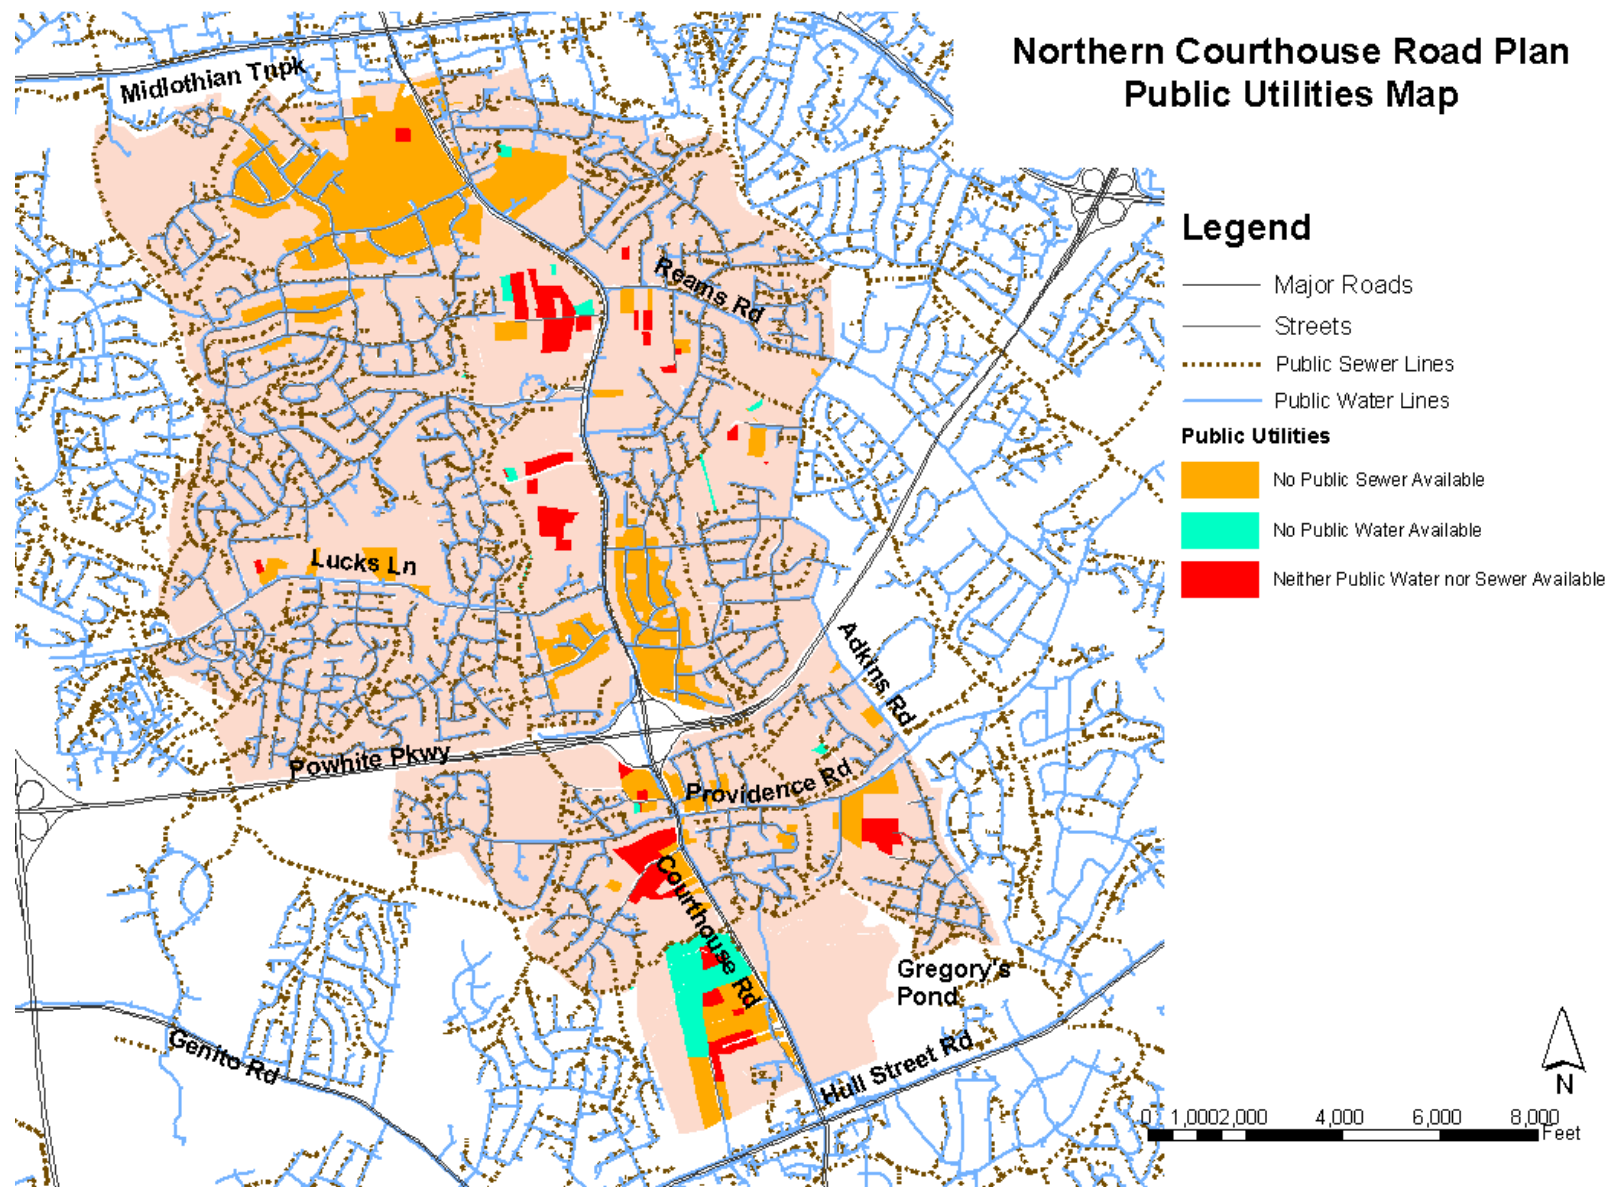 Northern Courthouse Road Plan
Public Utilities Map
Midlothian Tnpk
Legend
Major Roads
Streets
Public Sewer Lines
Public Water Lines
Public Utilities
No Public Sewer Available
No Public Water Available
Neither Public Water nor Sewer Available
Reams Rd
Lucks Ln
Adkins Rd
Powhite Pkwy
Providence Rd
Courthouse Rd
Gregory's
Pond
Genito Rd
Hull Street Rd
N
0 1,000 2,000 4,000 6,000 8,000
Feet